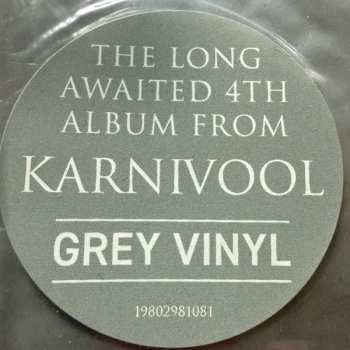 THE LONG
AWAITED 4TH
ALBUM FROM
KARNIVOOL
GREY VINYL
19802981081